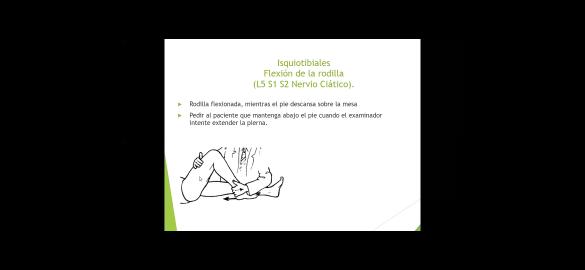 Isquiotibiales
Flexión de la rodilla
(L5 S1 S2 Nervio Ciático).
Rodilla flexionada, mientras el pie descansa sobre la mesa
Pedir al paciente que mantenga abajo el pie cuando el examinador
intente extender la pierna.